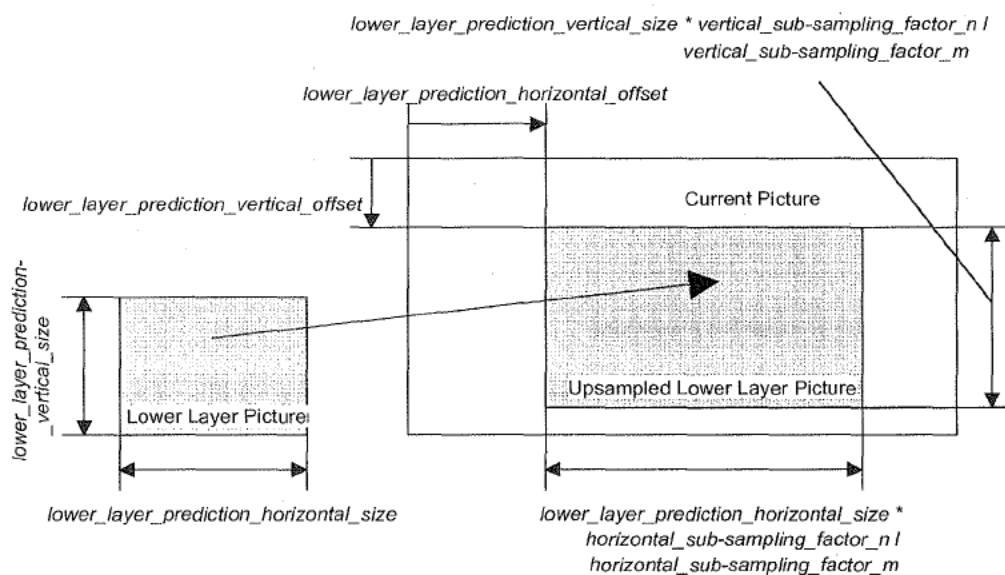 lower_layer_prediction_vertical_size * vertical_sub-sampling_factor_n /
vertical_sub-sampling_factor_m
lower_layer_prediction_horizontal_offset
Current Picture
lower_layer_prediction_vertical_offset
lower_layer_prediction-
_vertical_size
Upsampled Lower Layer Picture
Lower Layer Picture
lower_layer_prediction_horizontal_size
lower_layer_prediction_horizontal_size *
horizontal_sub-sampling_factor_n /
horizontal_sub-sampling_factor_m